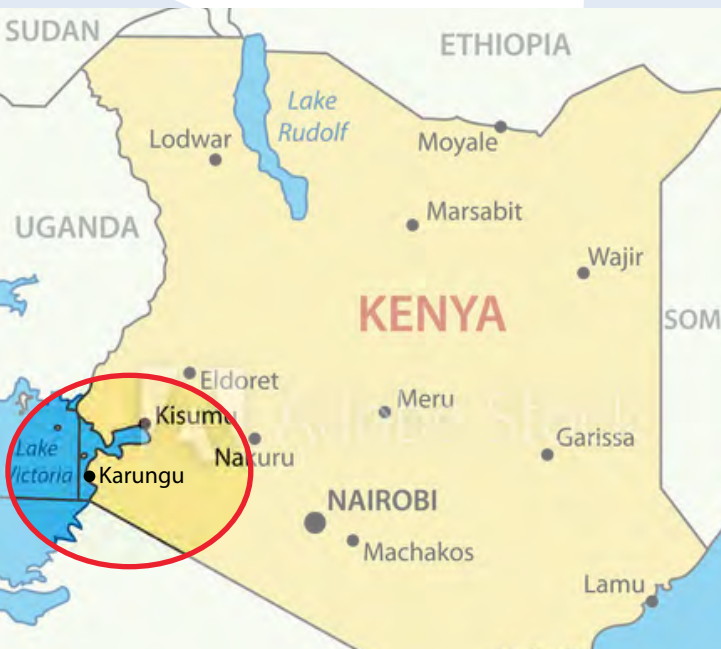 SUDAN
ETHIOPIA
Lake
Rudolf
Lodwar
Moyale
UGANDA
Marsabit
Wajir
KENYA
SOM
Eldoret
Meru
Kisumu
Garissa
Nakuru
Lake
Victoria
Karungu
NAIROBI
Machakos
Lamu